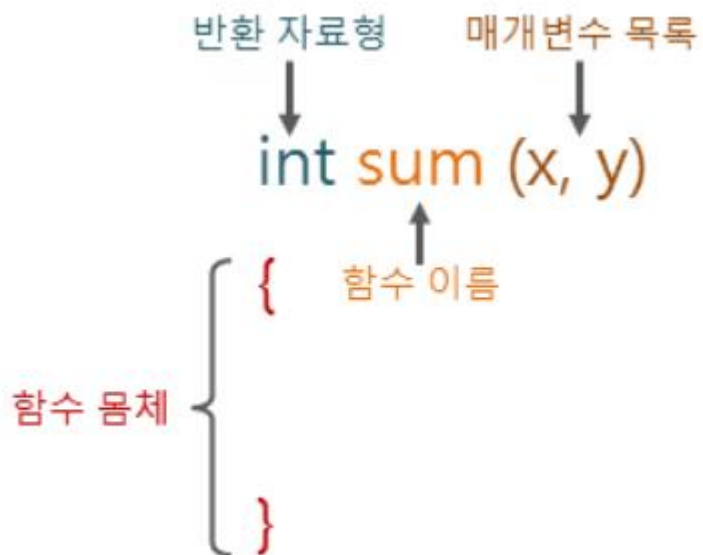 반환 자료형 매개변수 목록
int sum (x, y)
{ 함수 이름
함수 몸체
}